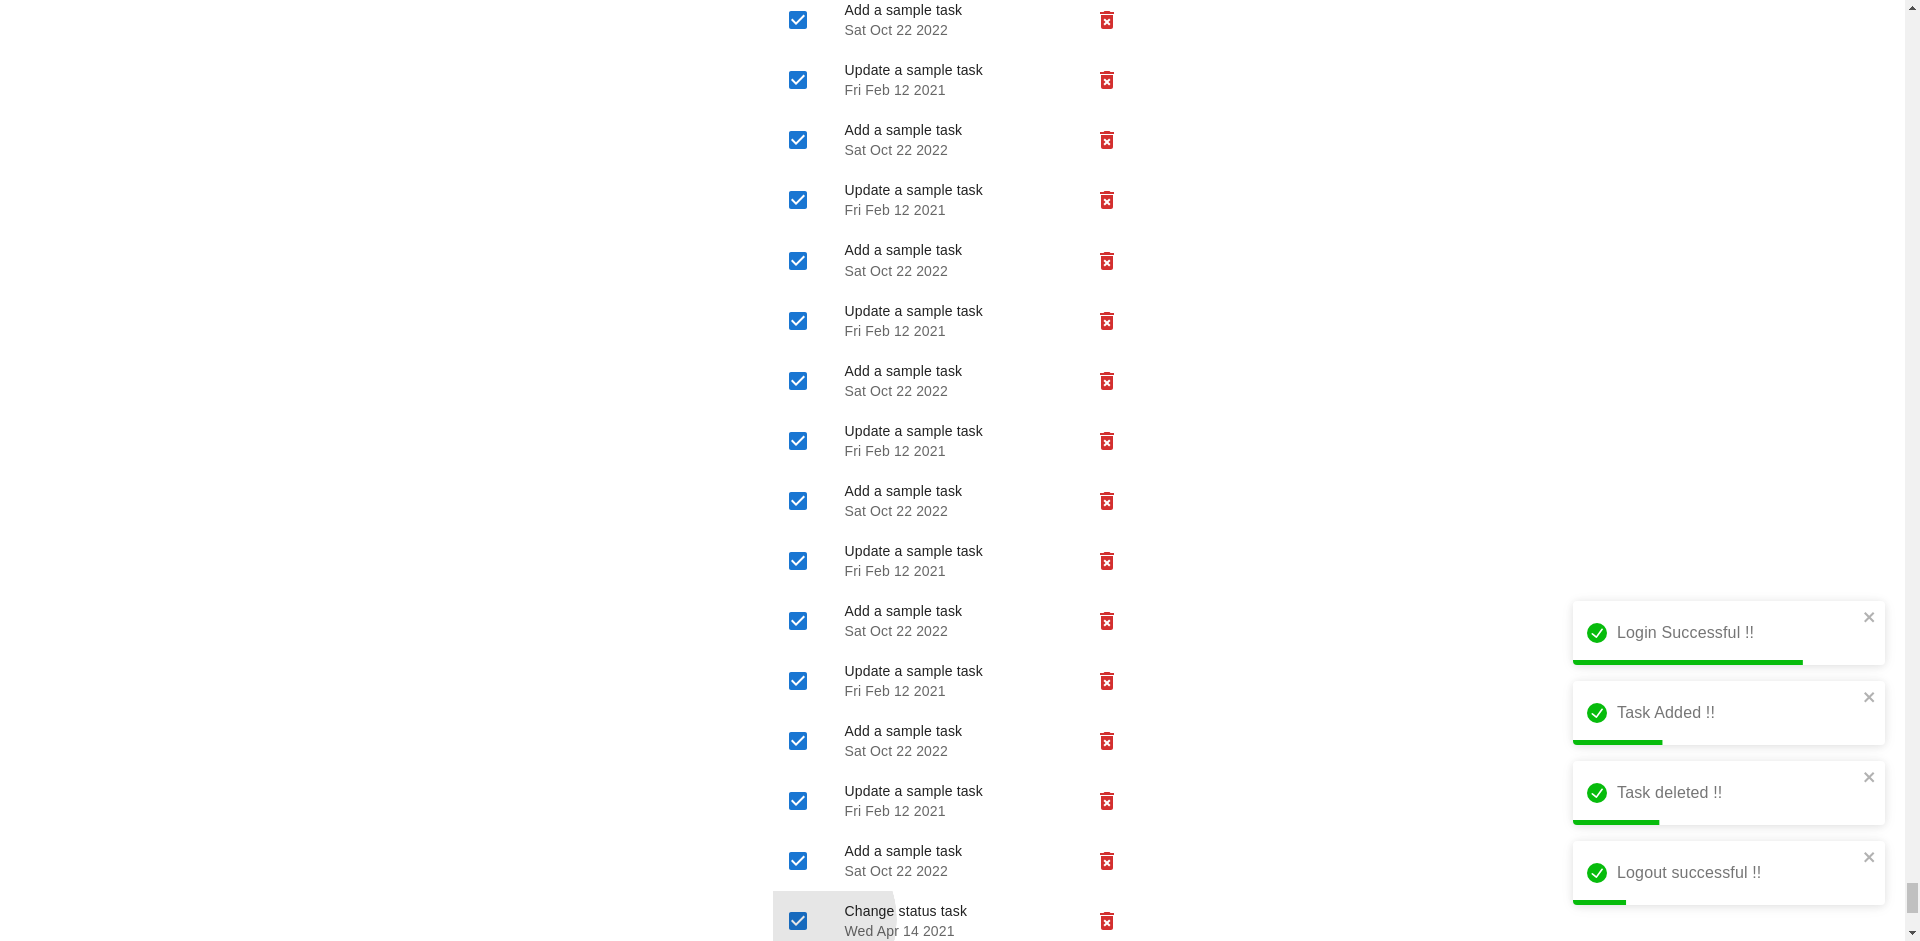 Add a sample task
Sat Oct 22 2022
Update a sample task
Fri Feb 12 2021
Add a sample task
Sat Oct 22 2022
Update a sample task
Fri Feb 12 2021
Add a sample task
Sat Oct 22 2022
Update a sample task
Fri Feb 12 2021
Add a sample task
Sat Oct 22 2022
Update a sample task
Fri Feb 12 2021
Add a sample task
Sat Oct 22 2022
Update a sample task
Fri Feb 12 2021
Add a sample task
Sat Oct 22 2022
Update a sample task
Fri Feb 12 2021
Add a sample task
Sat Oct 22 2022
Update a sample task
Fri Feb 12 2021
Add a sample task
Sat Oct 22 2022
Change status task
Wed Apr 14 2021
Login Successful !!
Task Added !!
Task deleted !!
Logout successful !!